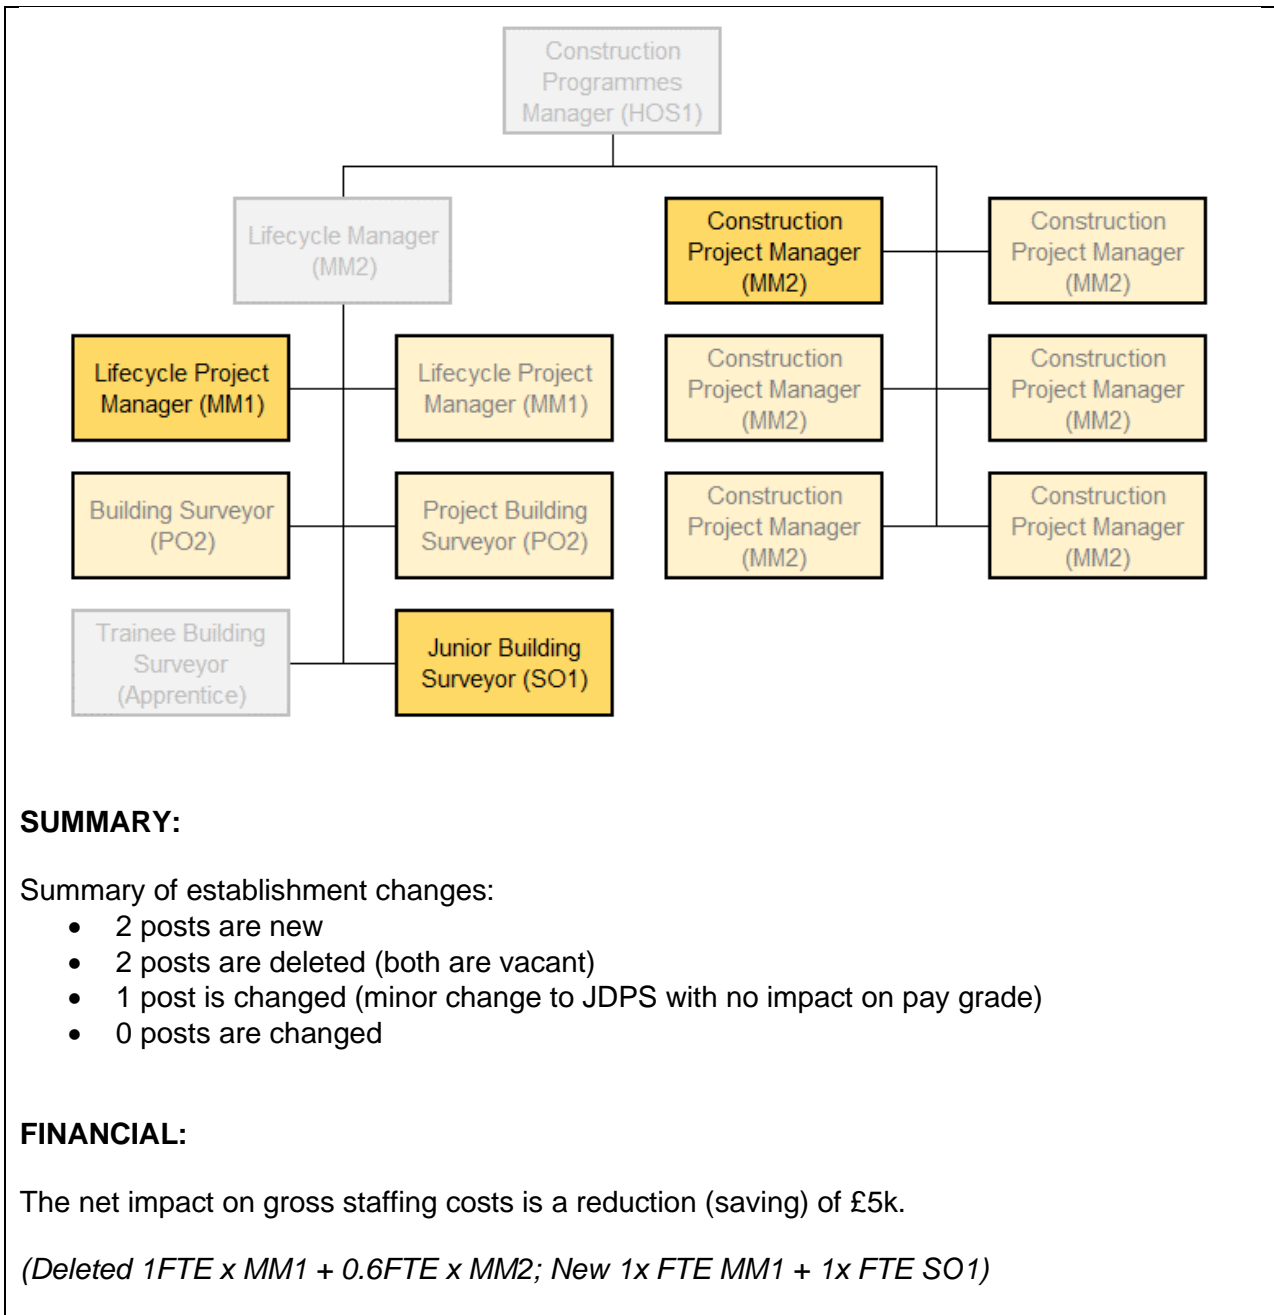 Construction
Programmes
Manager (HOS1)
Lifecycle Manager
(MM2)
Construction
Project Manager
(MM2)
Construction
Project Manager
(MM2)
Lifecycle Project
Manager (MM1)
Lifecycle Project
Manager (MM1)
Construction
Project Manager
(MM2)
Construction
Project Manager
(MM2)
Building Surveyor
(PO2)
Project Building
Surveyor (PO2)
Construction
Project Manager
(MM2)
Construction
Project Manager
(MM2)
Trainee Building
Surveyor
(Apprentice)
Junior Building
Surveyor (SO1)
SUMMARY:
Summary of establishment changes:
• 2 posts are new
• 2 posts are deleted (both are vacant)
• 1 post is changed (minor change to JDPS with no impact on pay grade)
• 0 posts are changed
FINANCIAL:
The net impact on gross staffing costs is a reduction (saving) of £5k.
(Deleted 1FTE x MM1 + 0.6FTE x MM2; New 1x FTE MM1 + 1x FTE SO1)